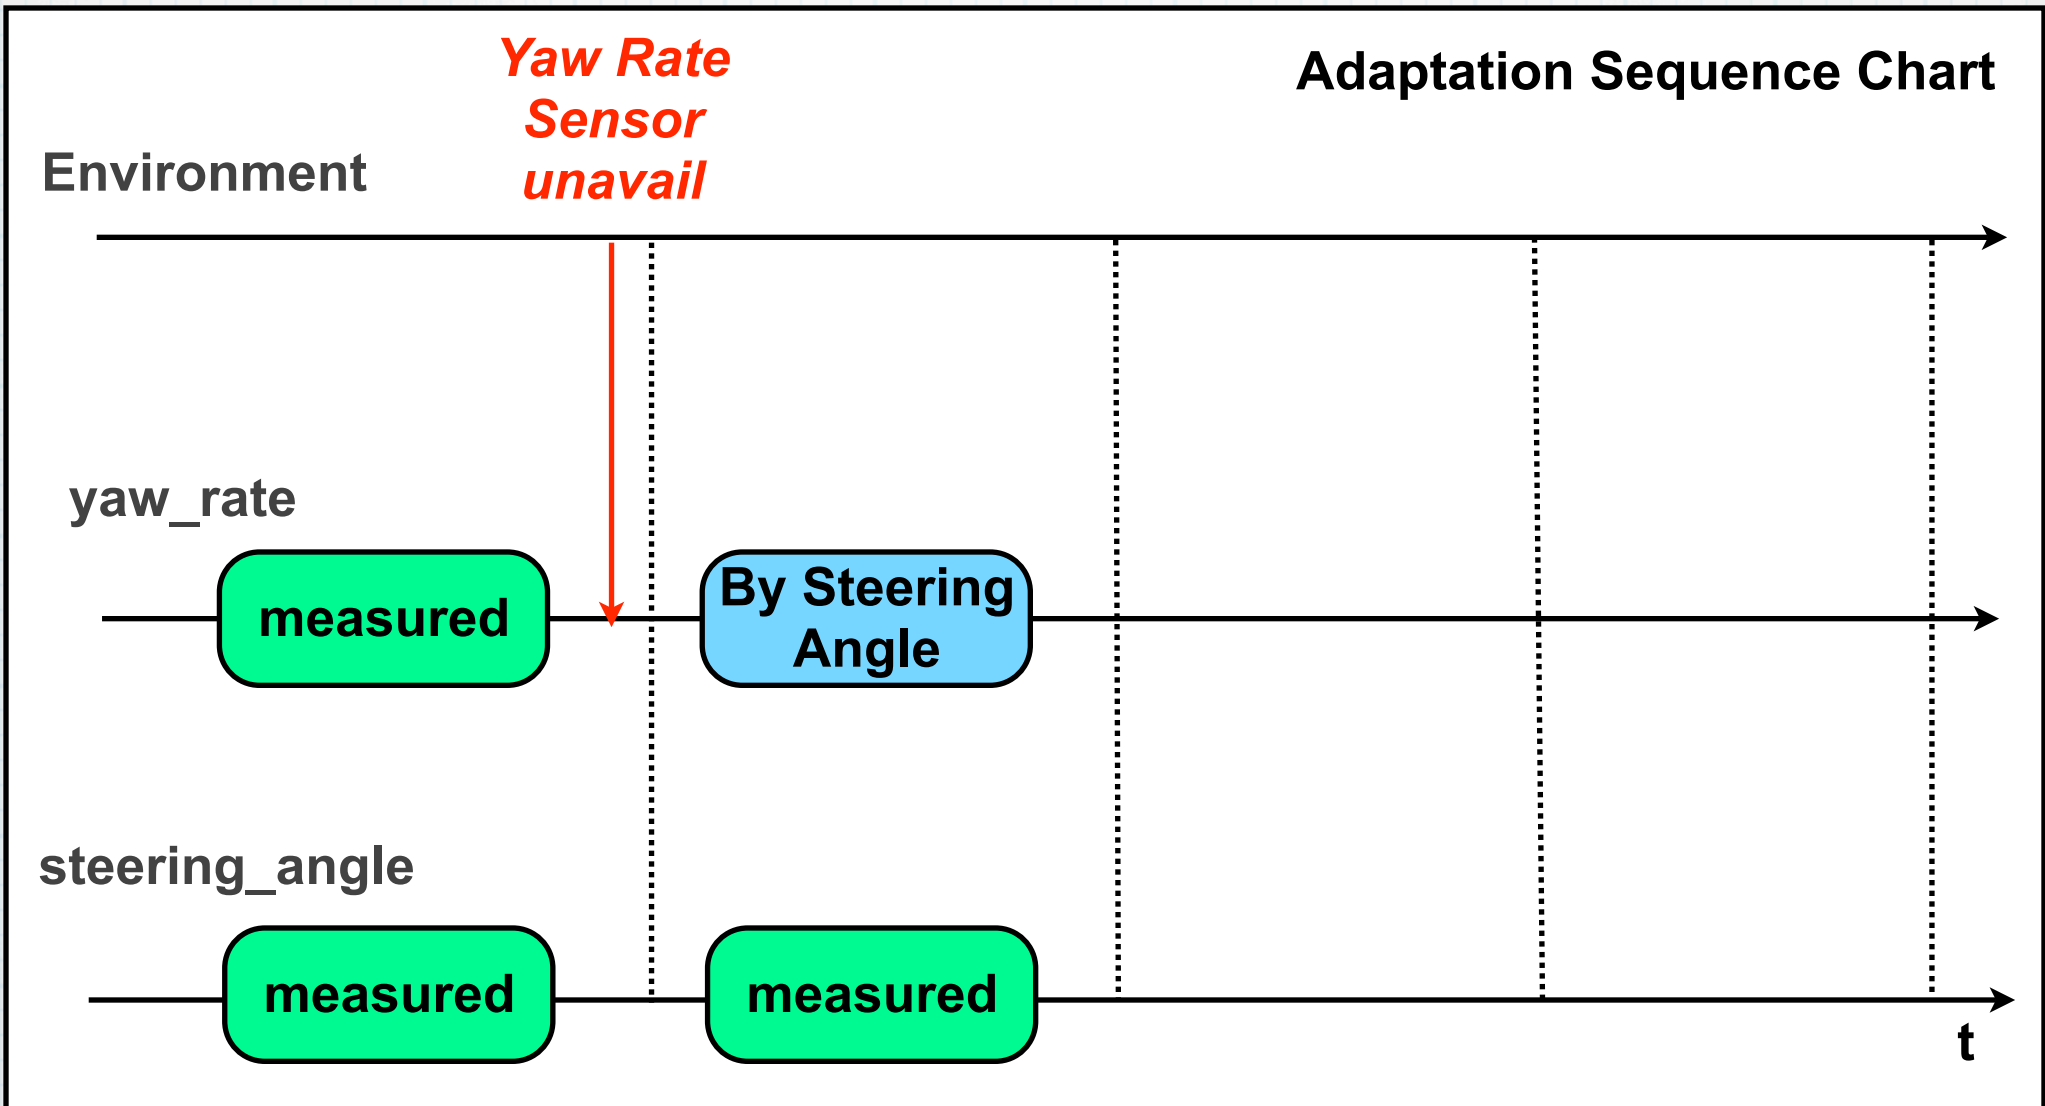 Adaptation Sequence Chart
Yaw Rate
Sensor
unavail
Environment
yaw_rate
measured
By Steering
Angle
steering_angle
measured
measured
t